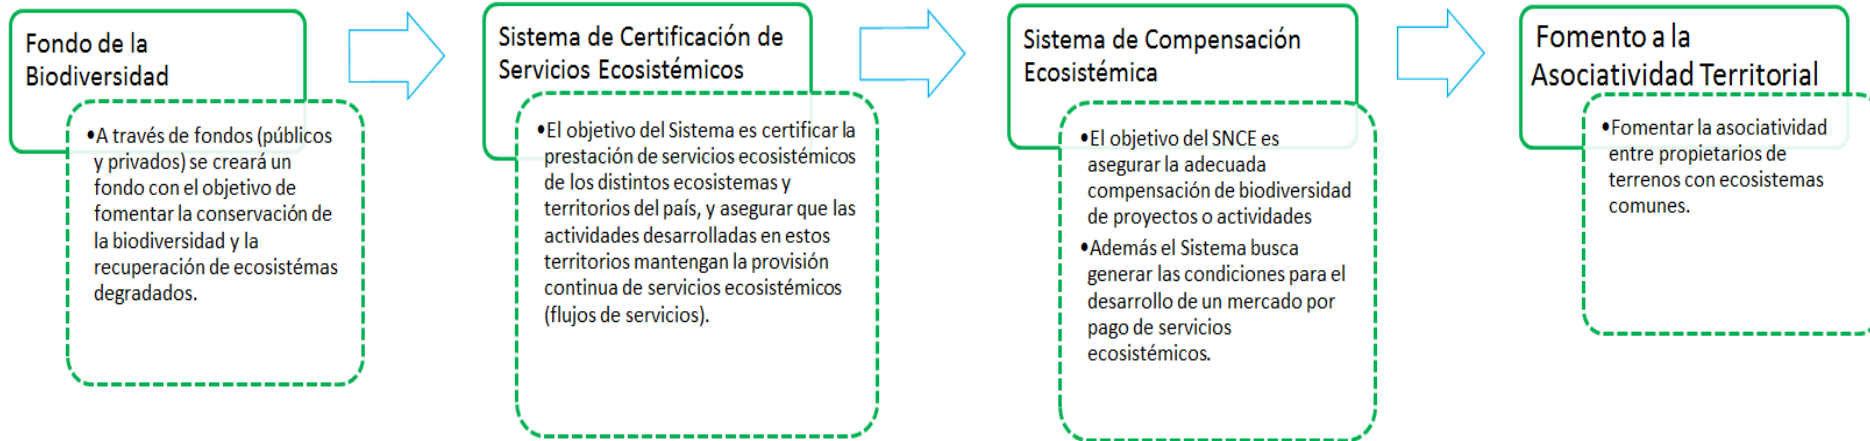 Fondo de la
Biodiversidad
•A través de fondos (públicos
y privados) se creará un
fondo con el objetivo de
fomentar la conservación de
la biodiversidad y la
recuperación de ecosistémas
degradados.
Sistema de Certificación de
Servicios Ecosistémicos
•El objetivo del Sistema es certificar la
prestación de servicios ecosistémicos
de los distintos ecosistemas y
territorios del país, y asegurar que las
actividades desarrolladas en estos
territorios mantengan la provisión
continua de servicios ecosistémicos
(flujos de servicios).
Sistema de Compensación
Ecosistémica
•El objetivo del SNCE es
asegurar la adecuada
compensación de biodiversidad
de proyectos o actividades
•Además el Sistema busca
generar las condiciones para el
desarrollo de un mercado por
pago de servicios
ecosistémicos.
Fomento a la
Asociatividad Territorial
•Fomentar la asociatividad
entre propietarios de
terrenos con ecosistemas
comunes.